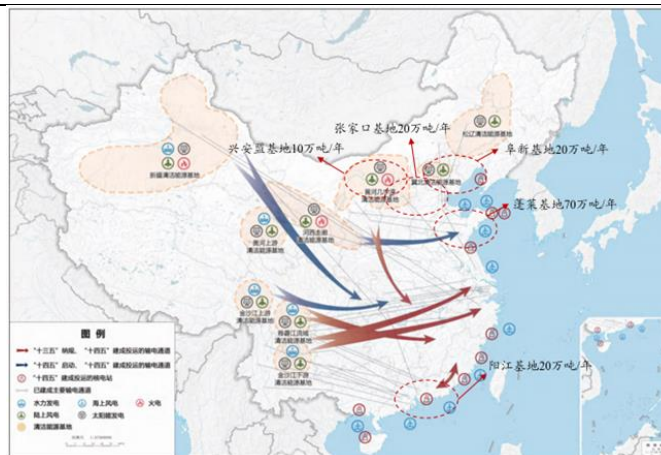 张家口基地20万吨/年
兴安盟基地10万吨/年
阜新基地20万吨/年
蓬莱基地70万吨/年
阳江基地20万吨/年
松辽清洁能源基地
冀北清洁能源基地
黄河几字弯
清洁能源基地
新疆清洁能源基地
河西走廊
清洁能源基地
黄河上游
清洁能源基地
金沙江上游
清洁能源基地
雅砻江流域
清洁能源基地
金沙江下游
清洁能源基地
图 例
“十三五”纳规，“十四五”建成投运的输电通道
“十四五”启动，“十四五”建成投运的输电通道
“十四五”建成投运的核电站
已建成主要输电通道
水力发电
海上风电
火电
陆上风电
太阳能发电
清洁能源基地